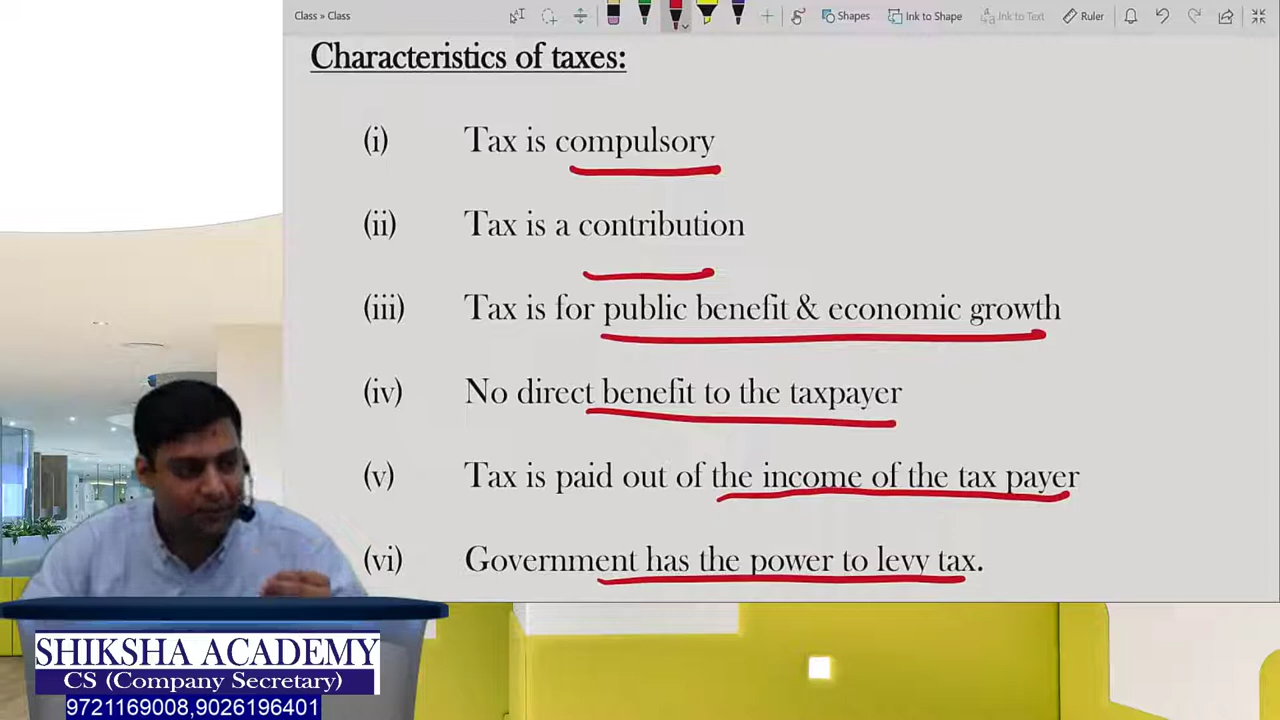 Class » Class
Shapes
Ink to Shape
Ink to Text
Ruler
Characteristics of taxes:
(i) Tax is compulsory
(ii) Tax is a contribution
(iii) Tax is for public benefit & economic growth
(iv) No direct benefit to the taxpayer
(v) Tax is paid out of the income of the tax payer
(vi) Government has the power to levy tax.
SHIKSHA ACADEMY
CS (Company Secretary)
9721169008,9026196401